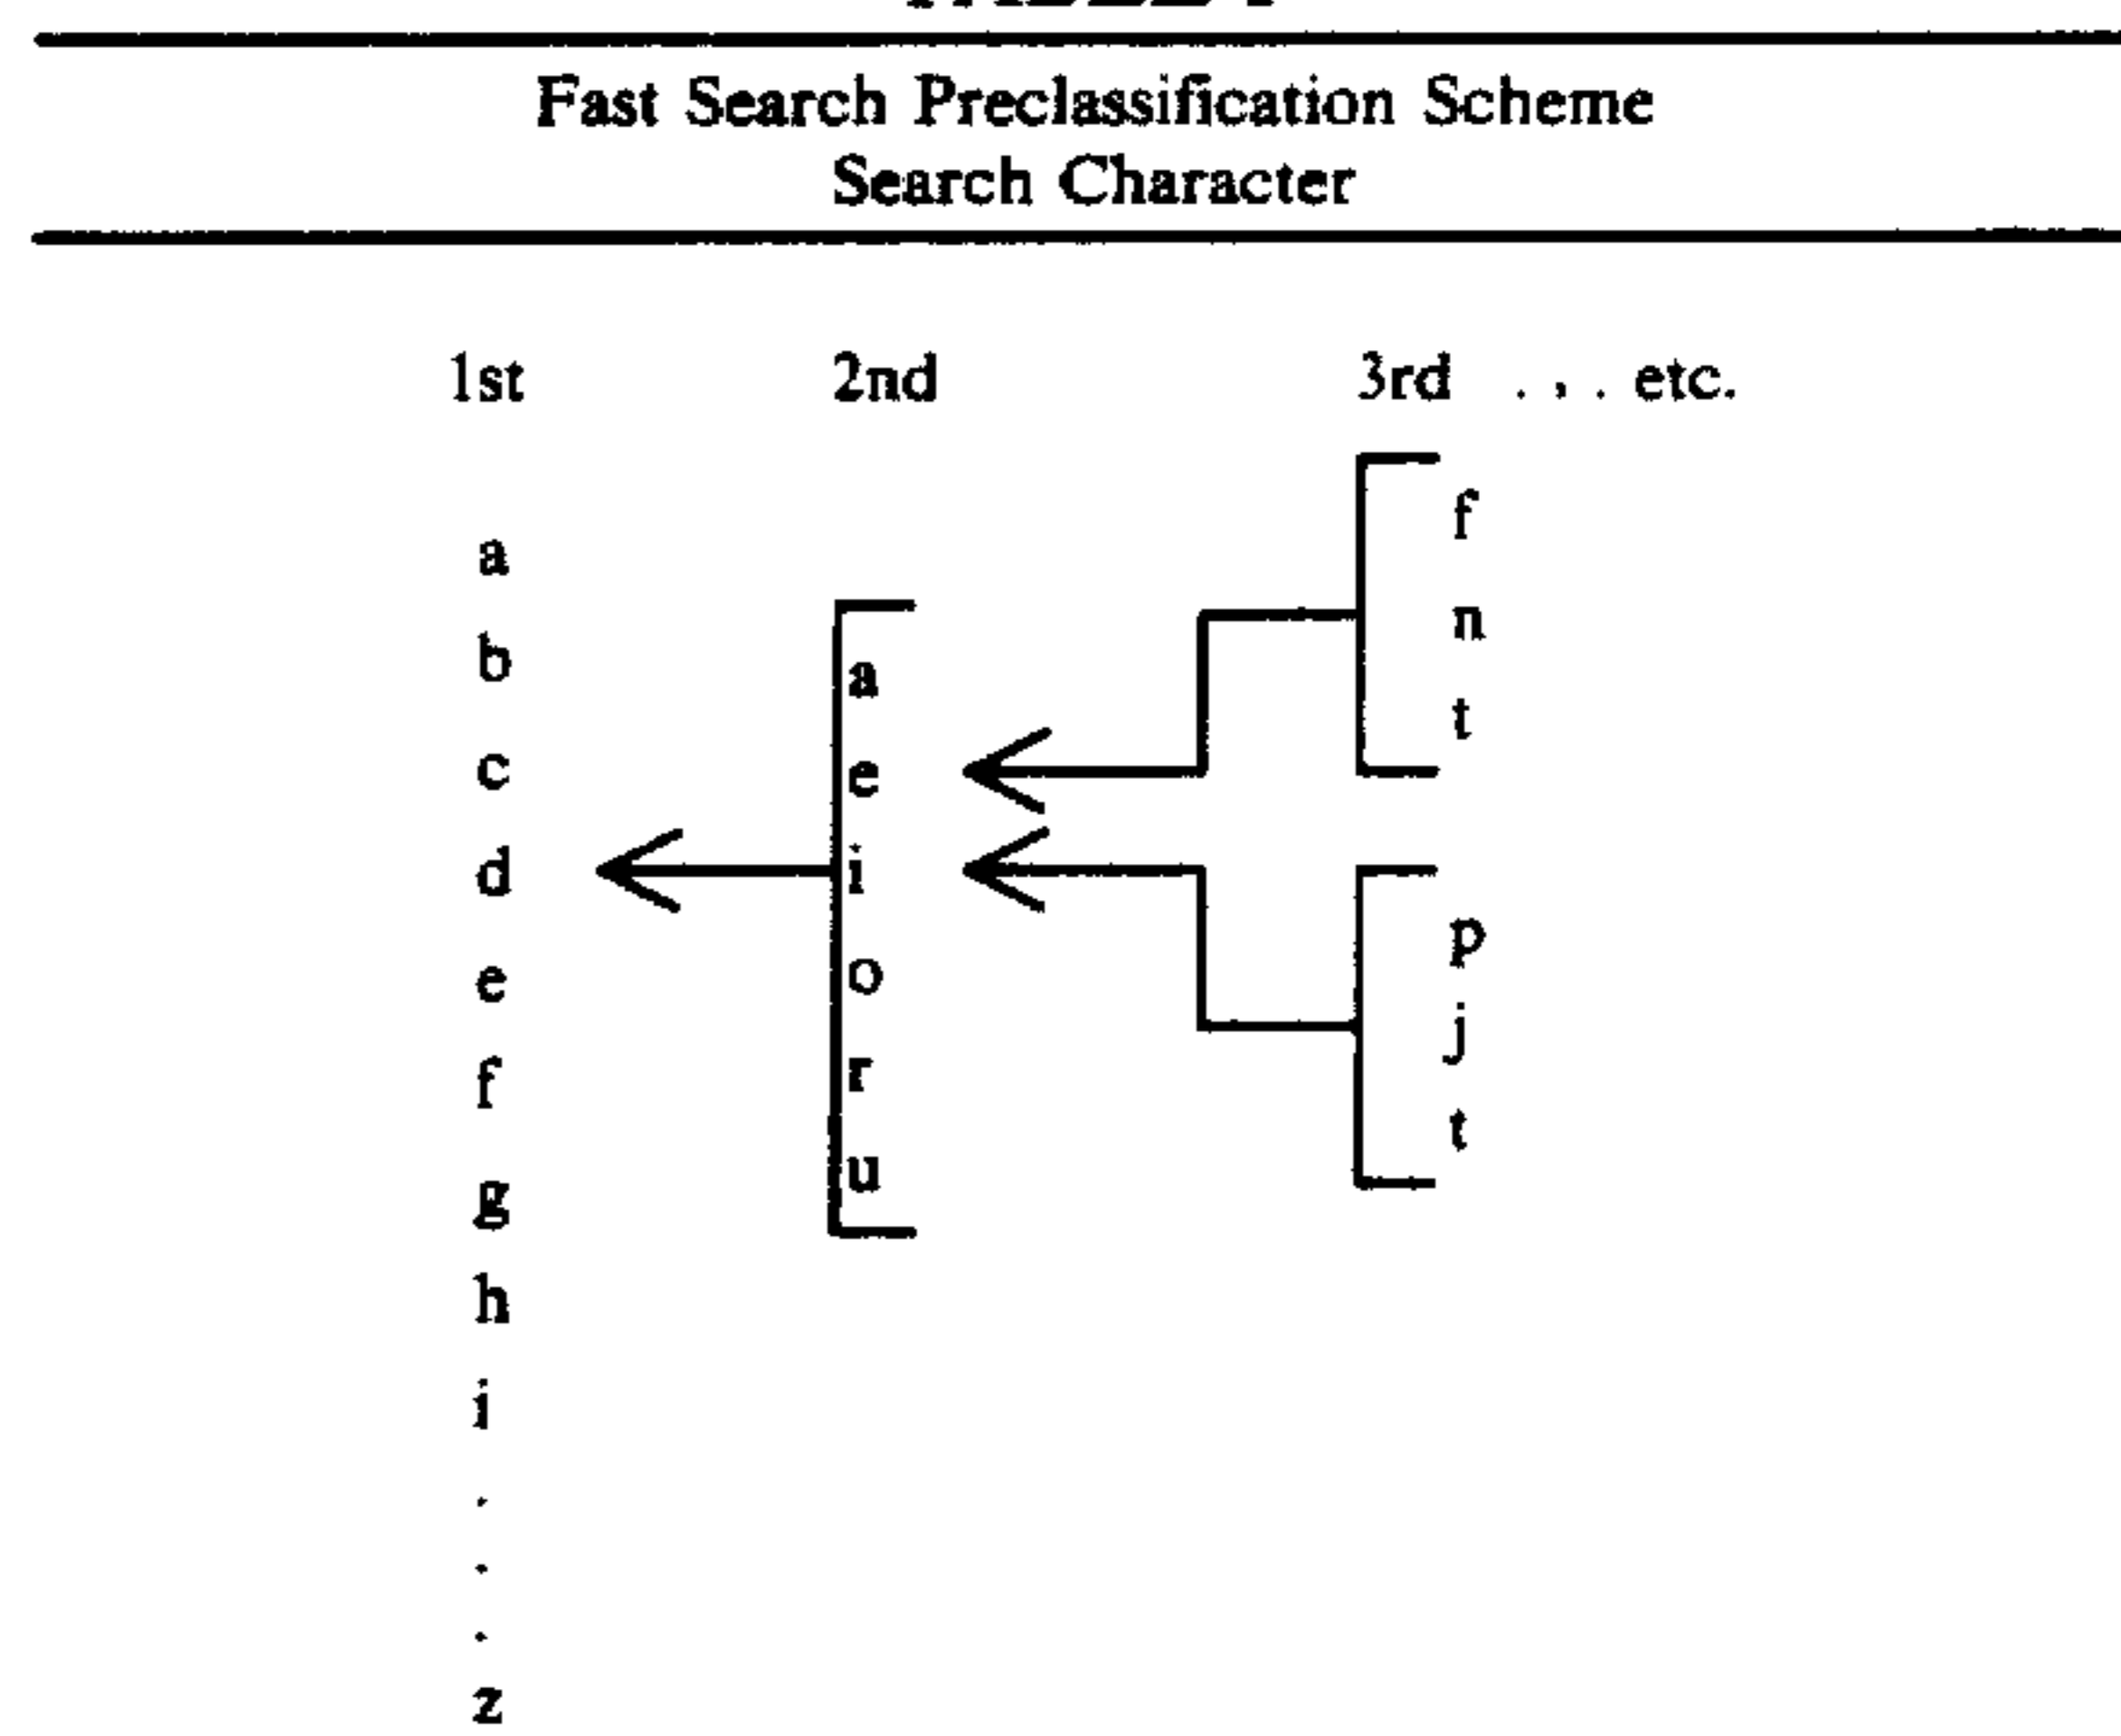 Fast Search Preclassification Scheme
Search Character
1st 2nd 3rd . . . etc.
f
a
n
b
a
t
c e
d i
p
e o
j
f r
t
u
g
h
i
.
.
.
z